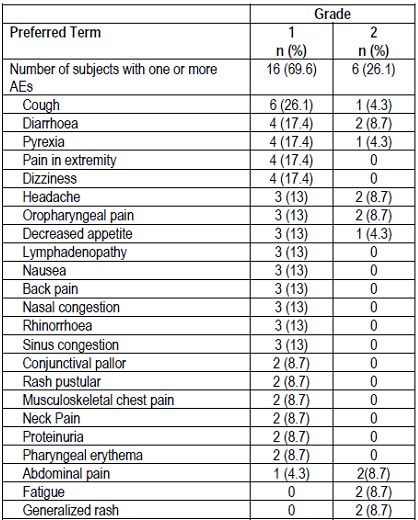 Grade
Preferred Term 1 2
n (%) n (%)
Number of subjects with one or more 16 (69.6) 6 (26.1)
AEs
Cough 6 (26.1) 1 (4.3)
Diarrhoea 4 (17.4) 2 (8.7)
Pyrexia 4 (17.4) 1 (4.3)
Pain in extremity 4 (17.4) 0
Dizziness 4 (17.4) 0
Headache 3 (13) 2 (8.7)
Oropharyngeal pain 3 (13) 2 (8.7)
Decreased appetite 3 (13) 1 (4.3)
Lymphadenopathy 3 (13) 0
Nausea 3 (13) 0
Back pain 3 (13) 0
Nasal congestion 3 (13) 0
Rhinorrhoea 3 (13) 0
Sinus congestion 3 (13) 0
Conjunctival pallor 2 (8.7) 0
Rash pustular 2 (8.7) 0
Musculoskeletal chest pain 2 (8.7) 0
Neck Pain 2 (8.7) 0
Proteinuria 2 (8.7) 0
Pharyngeal erythema 2 (8.7) 0
Abdominal pain 1 (4.3) 2(8.7)
Fatigue 0 2 (8.7)
Generalized rash 0 2 (8.7)